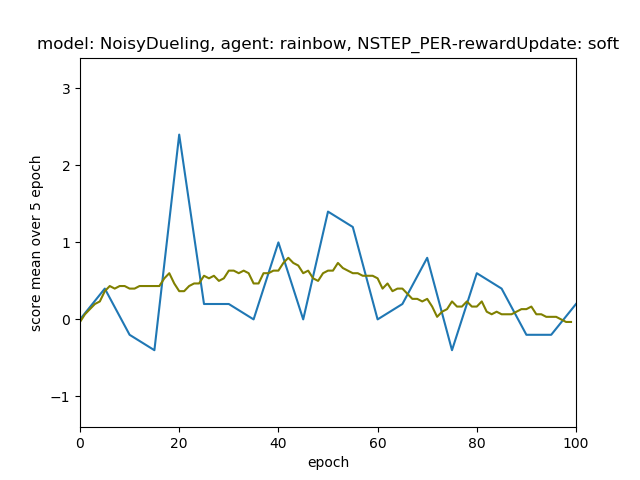 model: NoisyDueling, agent: rainbow, NSTEP_PER-rewardUpdate: soft
score mean over 5 epoch
3
2
1
0
−1
0 20 40 60 80 100
epoch